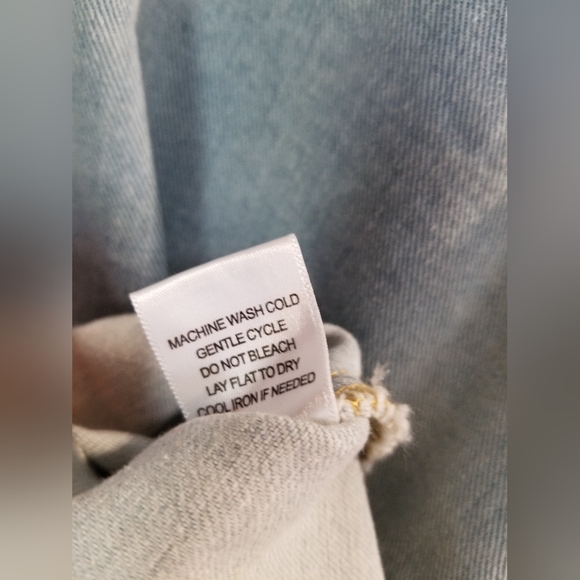 MACHINE WASH COLD
GENTLE CYCLE
DO NOT BLEACH
LAY FLAT TO DRY
COOL IRON IF NEEDED